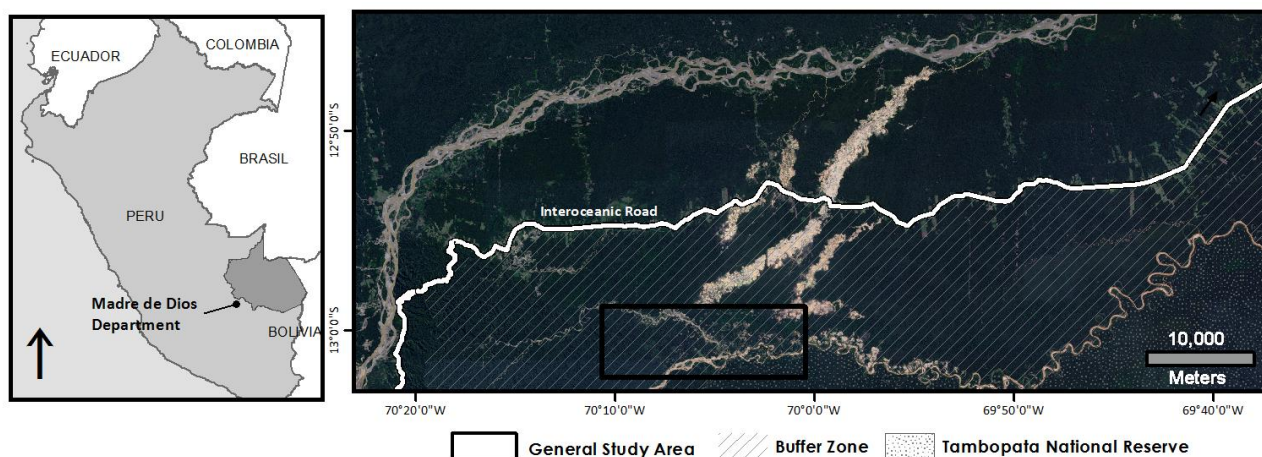 ECUADOR
COLOMBIA
BRASIL
PERU
Madre de Dios
Department
BOLIVIA
Interoceanic Road
10,000
Meters
12°50'0"S
13°0'0"S
70°20'0"W
70°10'0"W
70°0'0"W
69°50'0"W
69°40'0"W
General Study Area
Buffer Zone
Tambopata National Reserve